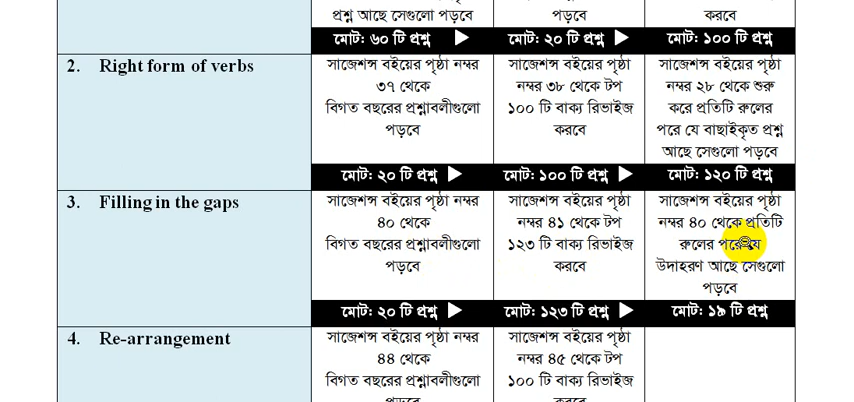 প্রশ্ন আছে সেগুলো পড়বে
পড়বে
করবে
মোট: ৬০ টি প্রশ্ন
মোট: ২০ টি প্রশ্ন
মোট: ১০০ টি প্রশ্ন
2. Right form of verbs
সাজেশন্স বইয়ের পৃষ্ঠা নম্বর
৩৭ থেকে
বিগত বছরের প্রশ্নাবলীগুলো
পড়বে
সাজেশন্স বইয়ের পৃষ্ঠা
নম্বর ৩৮ থেকে টপ
১০০ টি বাক্য রিভাইজ
করবে
সাজেশন্স বইয়ের পৃষ্ঠা
নম্বর ২৮ থেকে শুরু
করে প্রতিটি রুলের
পরে যে বাছাইকৃত প্রশ্ন
আছে সেগুলো পড়বে
মোট: ২০ টি প্রশ্ন
মোট: ১০০ টি প্রশ্ন
মোট: ১২০ টি প্রশ্ন
3. Filling in the gaps
সাজেশন্স বইয়ের পৃষ্ঠা নম্বর
৪০ থেকে
বিগত বছরের প্রশ্নাবলীগুলো
পড়বে
সাজেশন্স বইয়ের পৃষ্ঠা
নম্বর ৪১ থেকে টপ
১২৩ টি বাক্য রিভাইজ
করবে
সাজেশন্স বইয়ের পৃষ্ঠা
নম্বর ৪০ থেকে প্রতিটি
রুলের পরে যে
উদাহরণ আছে সেগুলো
পড়বে
মোট: ২০ টি প্রশ্ন
মোট: ১২৩ টি প্রশ্ন
মোট: ১৯ টি প্রশ্ন
4. Re-arrangement
সাজেশন্স বইয়ের পৃষ্ঠা নম্বর
৪৪ থেকে
বিগত বছরের প্রশ্নাবলীগুলো
সাজেশন্স বইয়ের পৃষ্ঠা
নম্বর ৪৫ থেকে টপ
১০০ টি বাক্য রিভাইজ